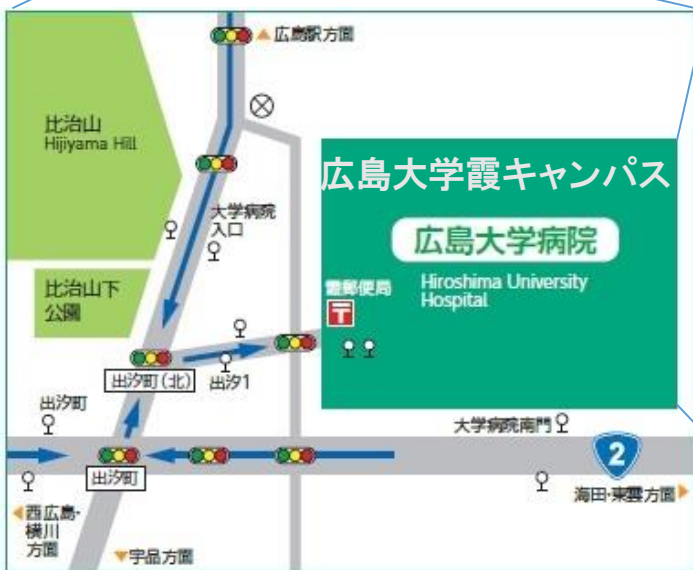 広島駅方面
比治山
Hijiyama Hill
広島大学霞キャンパス
大学病院
入口
広島大学病院
Hiroshima University
Hospital
霞郵便局
比治山下
公園
出汐町(北)
出汐1
出汐町
大学病院南門
出汐町
2
海田・東雲方面
西広島・
横川
方面
宇品方面